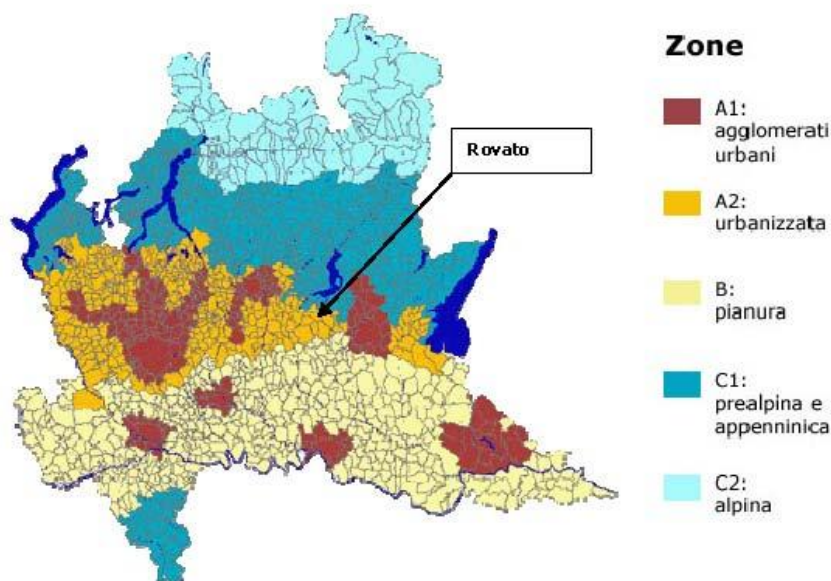 Zone
Rovato
A1:
agglomerati
urbani
A2:
urbanizzata
B:
pianura
C1:
prealpina e
appenninica
C2:
alpina